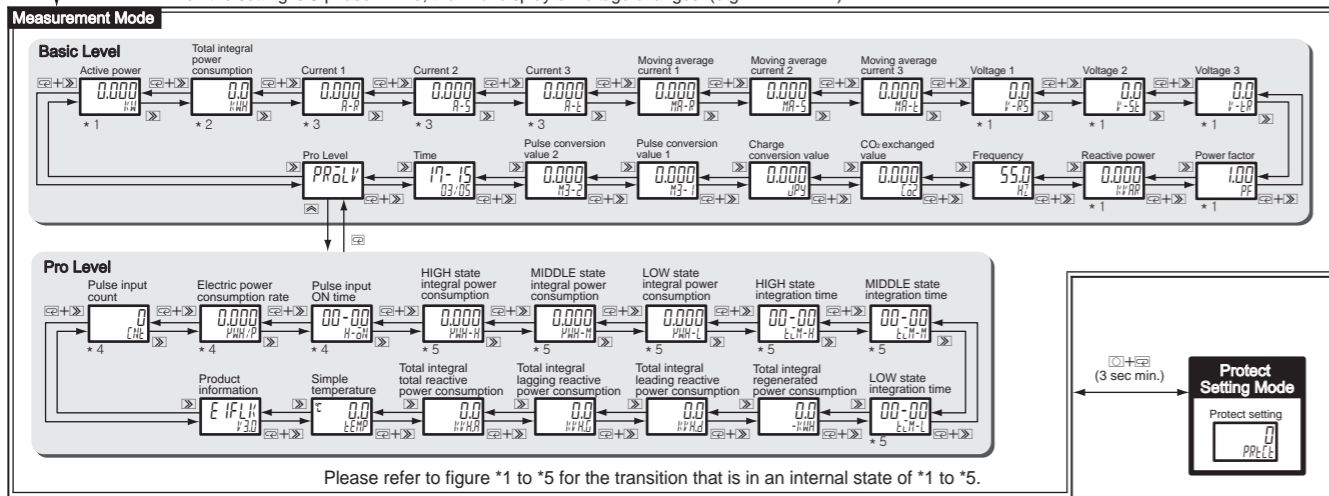 Measurement Mode
Basic Level
Active power
Total integral
power
consumption
Current 1
Current 2
Current 3
Moving average
current 1
Moving average
current 2
Moving average
current 3
Voltage 1
Voltage 2
Voltage 3
0.000
kW
0.0
kWH
0.000
A-R
0.000
A-S
0.000
A-t
0.000
MA-R
0.000
MA-S
0.000
MA-t
0.0
V-RS
0.0
V-St
0.0
V-tR
* 1
* 2
* 3
* 3
* 3
* 1
* 1
* 1
Pro Level
Time
Pulse conversion
value 2
Pulse conversion
value 1
Charge
conversion value
CO2 exchanged
value
Frequency
Reactive power
Power factor
PRōLV
17-15
03/05
0.000
M3-2
0.000
M3-1
0.000
JPY
0.000
Co2
55.0
HZ
0.000
kVAR
1.00
PF
* 1
* 1
Pro Level
Pulse input
count
Electric power
consumption rate
Pulse input
ON time
HIGH state
integral power
consumption
MIDDLE state
integral power
consumption
LOW state
integral power
consumption
HIGH state
integration time
MIDDLE state
integration time
0
CNt
0.000
PWH/P
00-00
H-ōN
0.000
PWH-H
0.000
PWH-M
0.000
PWH-L
00-00
tiM-H
00-00
tiM-M
* 4
* 4
* 4
* 5
* 5
* 5
* 5
* 5
Product
information
Simple
temperature
Total integral
total reactive
power consumption
Total integral
lagging reactive
power consumption
Total integral
leading reactive
power consumption
Total integral
regenerated
power consumption
LOW state
integration time
V3.0
°C 0.0
tEMP
0.0
0.0
0.0
0.0
-kWH
00-00
tiM-L
* 5
Please refer to figure *1 to *5 for the transition that is in an internal state of *1 to *5.
(3 sec min.)
Protect
Setting Mode
Protect setting
0
PRtCt